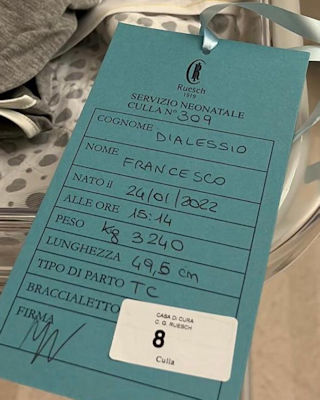 Ruesch
1919
SERVIZIO NEONATALE
CULLA N° 309
COGNOME DIALESSIO
NOME FRANCESCO
NATO il 24/01/2022
ALLE ORE 15:14
PESO Kg 3240
LUNGHEZZA 49,5 cm
TIPO DI PARTO TC
BRACCIALETTO
FIRMA
CASA DI CURA
C. G. RUESCH
8
Culla